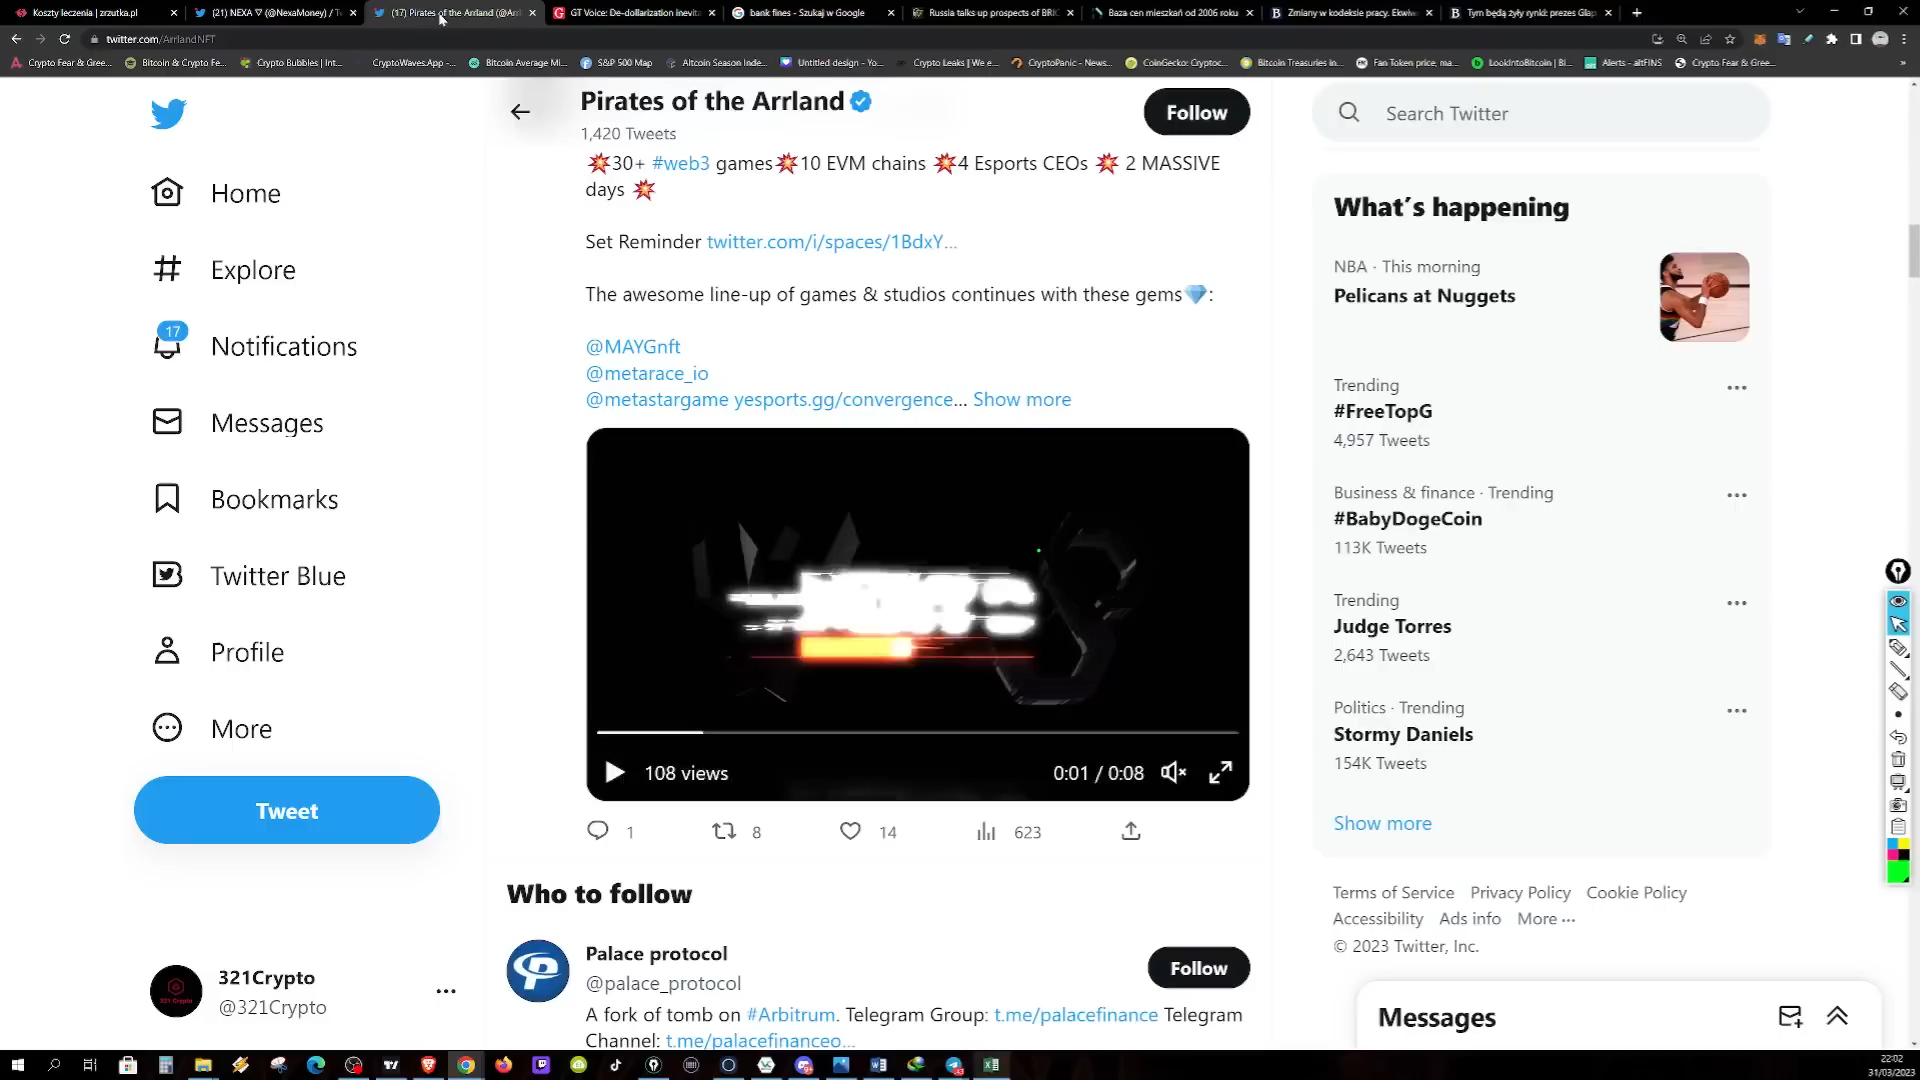 Koszty leczenia | zrzutka.pl
(21) NEXA ▽ (@NexaMoney) / Tw
(17) Pirates of the Arrland (@Arrl
GT Voice: De-dollarization inevita
bank fines - Szukaj w Google
Russia talks up prospects of BRIC
Baza cen mieszkań od 2006 roku
Zmiany w kodeksie pracy. Ekwiw
Tym będą żyły rynki: prezes Glap
twitter.com/ArrlandNFT
Crypto Fear & Gree...
Bitcoin & Crypto Fe...
Crypto Bubbles | Int...
CryptoWaves.App -...
Bitcoin Average Mi...
S&P 500 Map
Altcoin Season Inde...
Untitled design - Yo...
Crypto Leaks | We e...
CryptoPanic - News...
CoinGecko: Cryptoc...
Bitcoin Treasuries in...
Fan Token price, ma...
LookIntoBitcoin | Bi...
Alerts - altFINS
Crypto Fear & Gree...
Home
Explore
17
Notifications
Messages
Bookmarks
Twitter Blue
Profile
More
Tweet
321Crypto
@321Crypto
Pirates of the Arrland
1,420 Tweets
Follow
💥30+ #web3 games💥10 EVM chains 💥4 Esports CEOs 💥 2 MASSIVE
days 💥
Set Reminder twitter.com/i/spaces/1BdxY...
The awesome line-up of games & studios continues with these gems💎:
@MAYGnft
@metarace_io
@metastargame yesports.gg/convergence... Show more
108 views
0:01 / 0:08
1
8
14
623
Who to follow
Palace protocol
@palace_protocol
Follow
A fork of tomb on #Arbitrum. Telegram Group: t.me/palacefinance Telegram
Channel: t.me/palacefinanceo...
Search Twitter
What's happening
NBA · This morning
Pelicans at Nuggets
Trending
#FreeTopG
4,957 Tweets
Business & finance · Trending
#BabyDogeCoin
113K Tweets
Trending
Judge Torres
2,643 Tweets
Politics · Trending
Stormy Daniels
154K Tweets
Show more
Terms of Service Privacy Policy Cookie Policy
Accessibility Ads info More ···
© 2023 Twitter, Inc.
Messages
22:02
31/03/2023